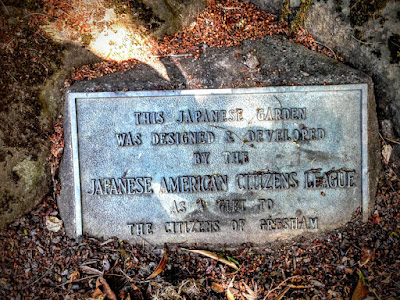 THIS JAPANESE GARDEN
WAS DESIGNED & DEVELOPED
BY THE
JAPANESE AMERICAN CITIZENS LEAGUE
AS A GIFT TO
THE CITIZENS OF GRESHAM